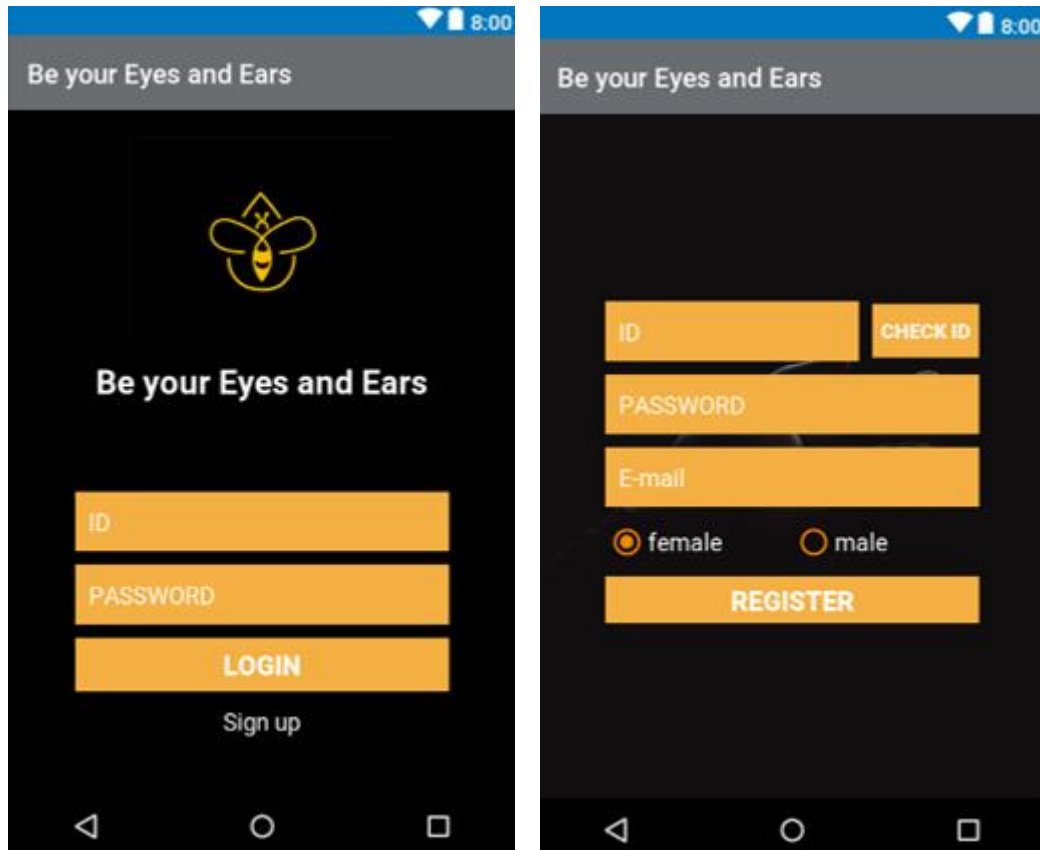 8:00
Be your Eyes and Ears
Be your Eyes and Ears
ID
PASSWORD
LOGIN
Sign up
8:00
Be your Eyes and Ears
ID CHECK ID
PASSWORD
E-mail
female male
REGISTER